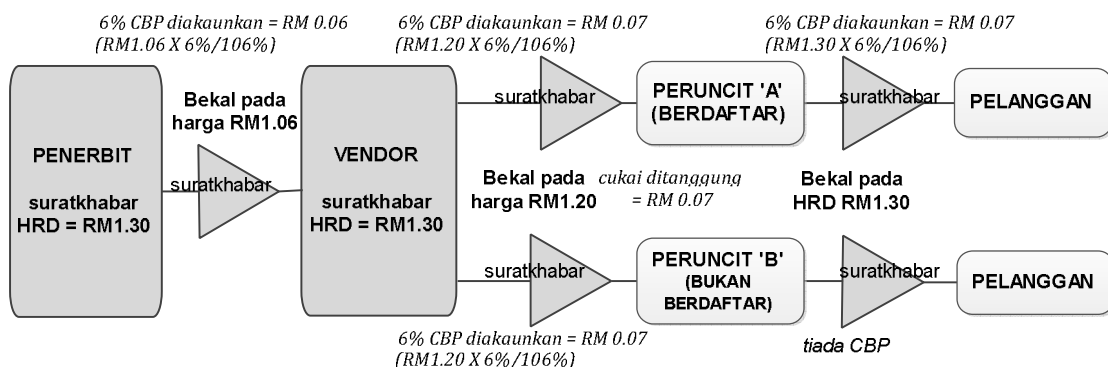 6% CBP diakaunkan = RM 0.06
(RM1.06 X 6%/106%)
6% CBP diakaunkan = RM 0.07
(RM1.20 X 6%/106%)
6% CBP diakaunkan = RM 0.07
(RM1.30 X 6%/106%)
PENERBIT
suratkhabar
HRD = RM1.30
Bekal pada
harga RM1.06
suratkhabar
VENDOR
suratkhabar
HRD = RM1.30
suratkhabar
PERUNCIT 'A'
(BERDAFTAR)
suratkhabar
PELANGGAN
Bekal pada
harga RM1.20
cukai ditanggung
= RM 0.07
Bekal pada
HRD RM1.30
suratkhabar
PERUNCIT 'B'
(BUKAN
BERDAFTAR)
suratkhabar
PELANGGAN
6% CBP diakaunkan = RM 0.07
(RM1.20 X 6%/106%)
tiada CBP